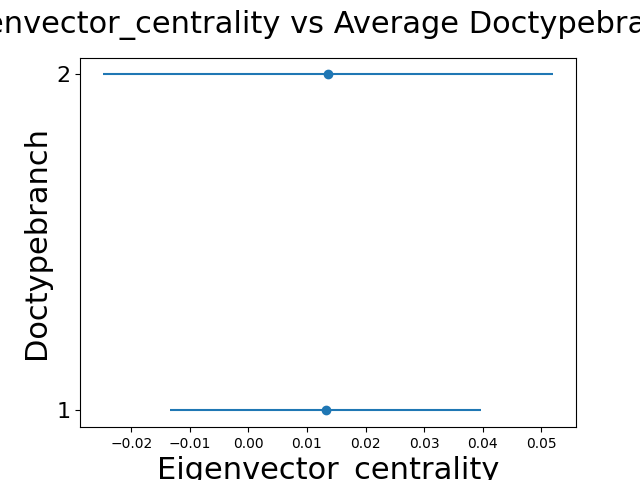 envector_centrality vs Average Doctypebra
2
Doctypebranch
1
−0.02 −0.01 0.00 0.01 0.02 0.03 0.04 0.05
Eigenvector_centrality